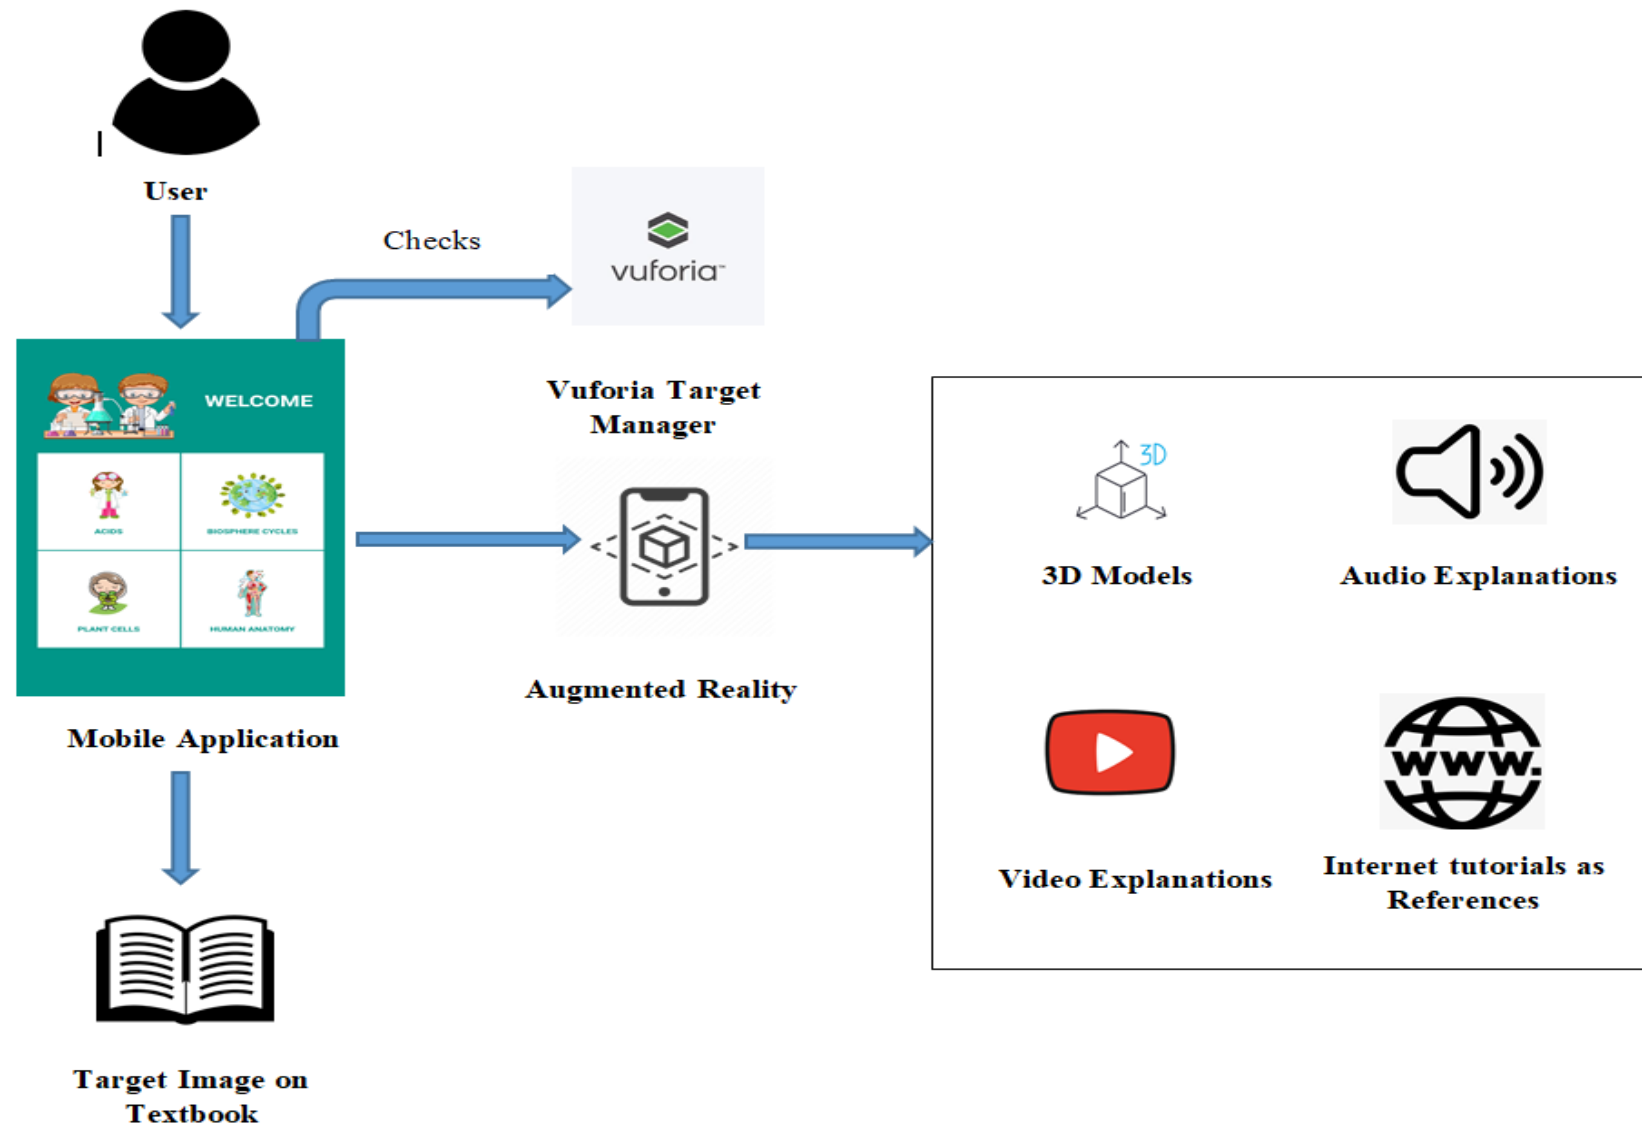 User
Checks
vuforia™
Vuforia Target
Manager
WELCOME
ACIDS
BIOSPHERE CYCLES
PLANT CELLS
HUMAN ANATOMY
Mobile Application
Augmented Reality
3D
3D Models
Audio Explanations
www.
Video Explanations
Internet tutorials as
References
Target Image on
Textbook